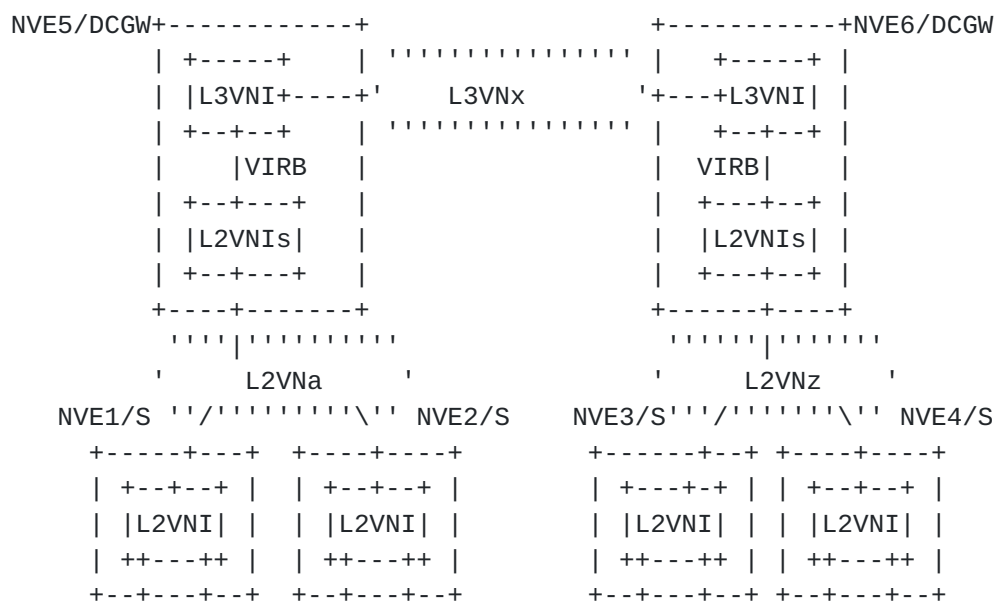 NVE5/DCGW+------------+                     +-----------+NVE6/DCGW
         | +-----+    | '''''''''''''''' |   +-----+ |
         | |L3VNI+----+'    L3VNx       '+---+L3VNI| |
         | +--+--+    | '''''''''''''''' |   +--+--+ |
         |    |VIRB   |                  |  VIRB|    |
         | +--+---+   |                  |  +---+--+ |
         | |L2VNIs|   |                  |  |L2VNIs| |
         | +--+---+   |                  |  +---+--+ |
         +----+-------+                  +------+----+
          ''''|''''''''''                 ''''''|'''''''
         '     L2VNa     '               '     L2VNz    '
   NVE1/S ''/'''''''''\'' NVE2/S    NVE3/S'''/'''''''\'' NVE4/S
     +-----+---+  +----+----+        +------+--+ +----+----+
     | +--+--+ |  | +--+--+ |        | +---+-+ | | +--+--+ |
     | |L2VNI| |  | |L2VNI| |        | |L2VNI| | | |L2VNI| |
     | ++---++ |  | ++---++ |        | ++---++ | | ++---++ |
     +--+---+--+  +--+---+--+        +--+---+--+ +--+---+--+